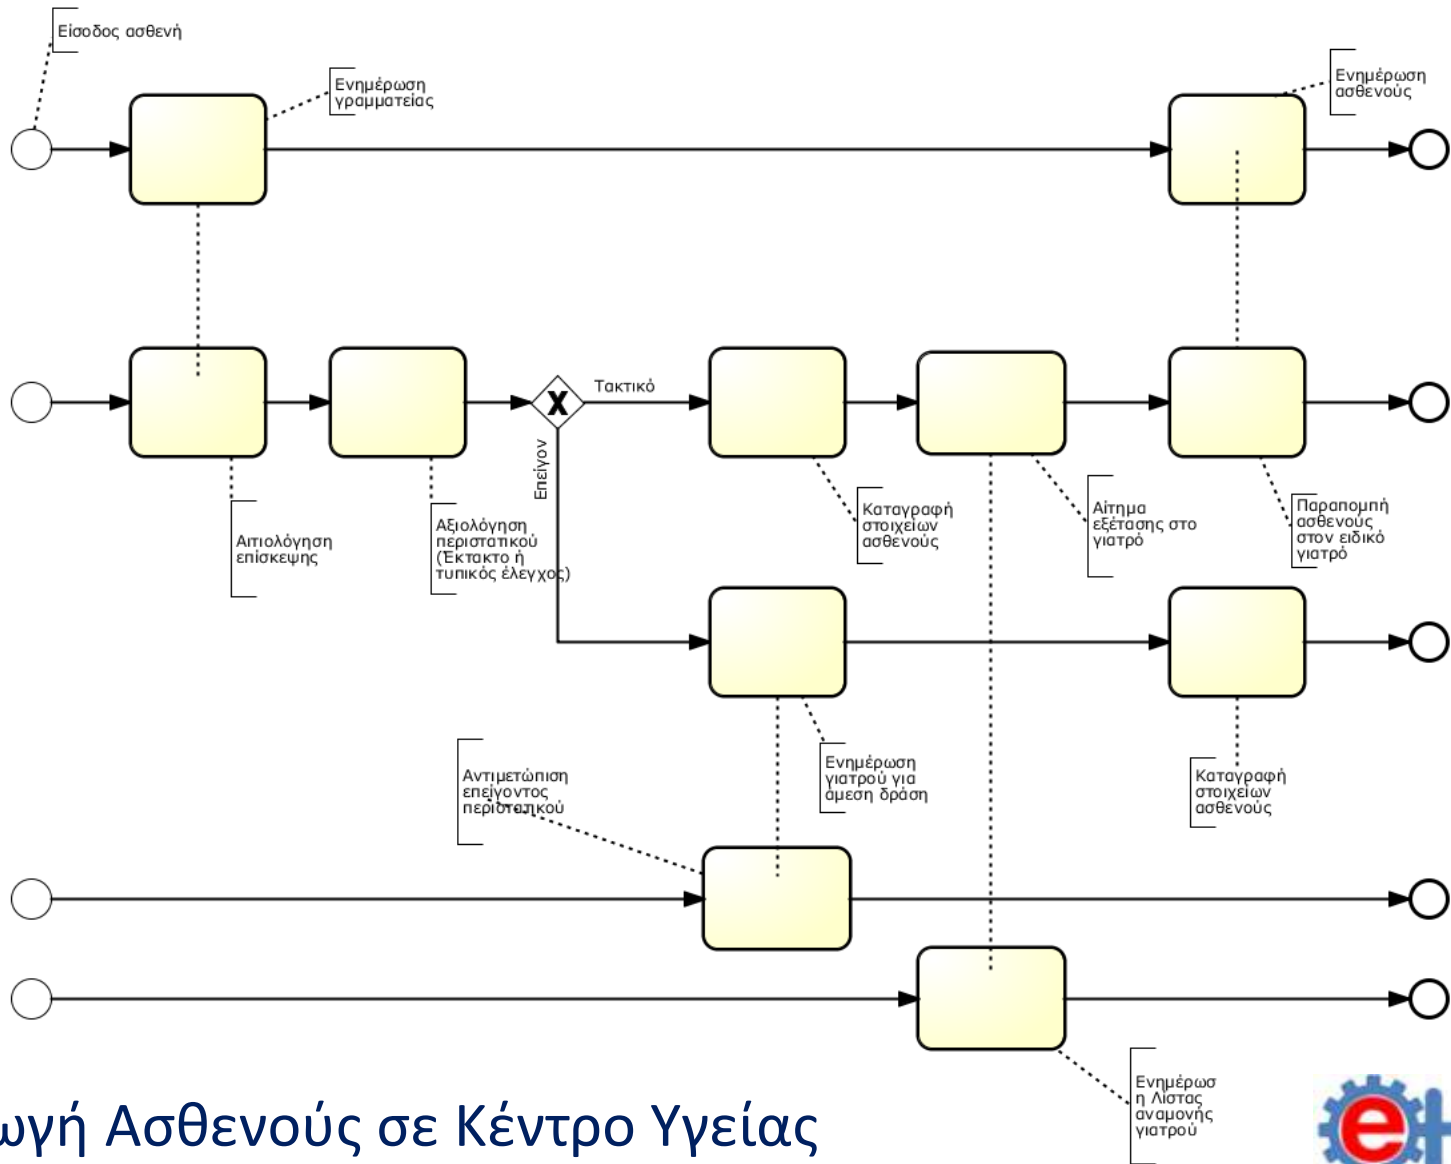 Είσοδος ασθενή
Ενημέρωση
γραμματείας
Ενημέρωση
ασθενούς
Τακτικό
Επείγον
Αιτιολόγηση
επίσκεψης
Αξιολόγηση
περιστατικού
(Έκτακτο ή
τυπικός έλεγχος)
Καταγραφή
στοιχείων
ασθενούς
Αίτημα
εξέτασης στο
γιατρό
Παραπομπή
ασθενούς
στον ειδικό
γιατρό
Αντιμετώπιση
επείγοντος
περιστατικού
Ενημέρωση
γιατρού για
άμεση δράση
Καταγραφή
στοιχείων
ασθενούς
Ενημέρωσ
η Λίστας
αναμονής
γιατρού
ωγή Ασθενούς σε Κέντρο Υγείας